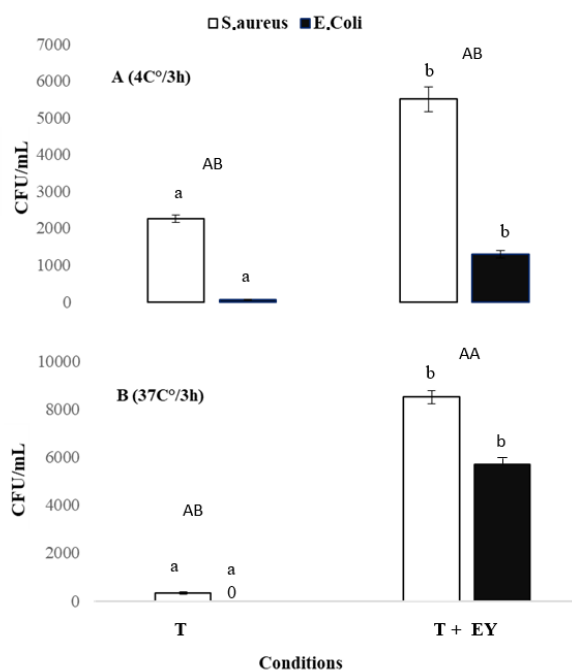 S.aureus E.Coli
7000
6000
5000
4000
3000
2000
1000
0
CFU/mL
A (4C°/3h)
AB
a
a
AB
b
b
10000
8000
6000
4000
2000
0
CFU/mL
B (37C°/3h)
AB
a a
0
AA
b
b
T T + EY
Conditions